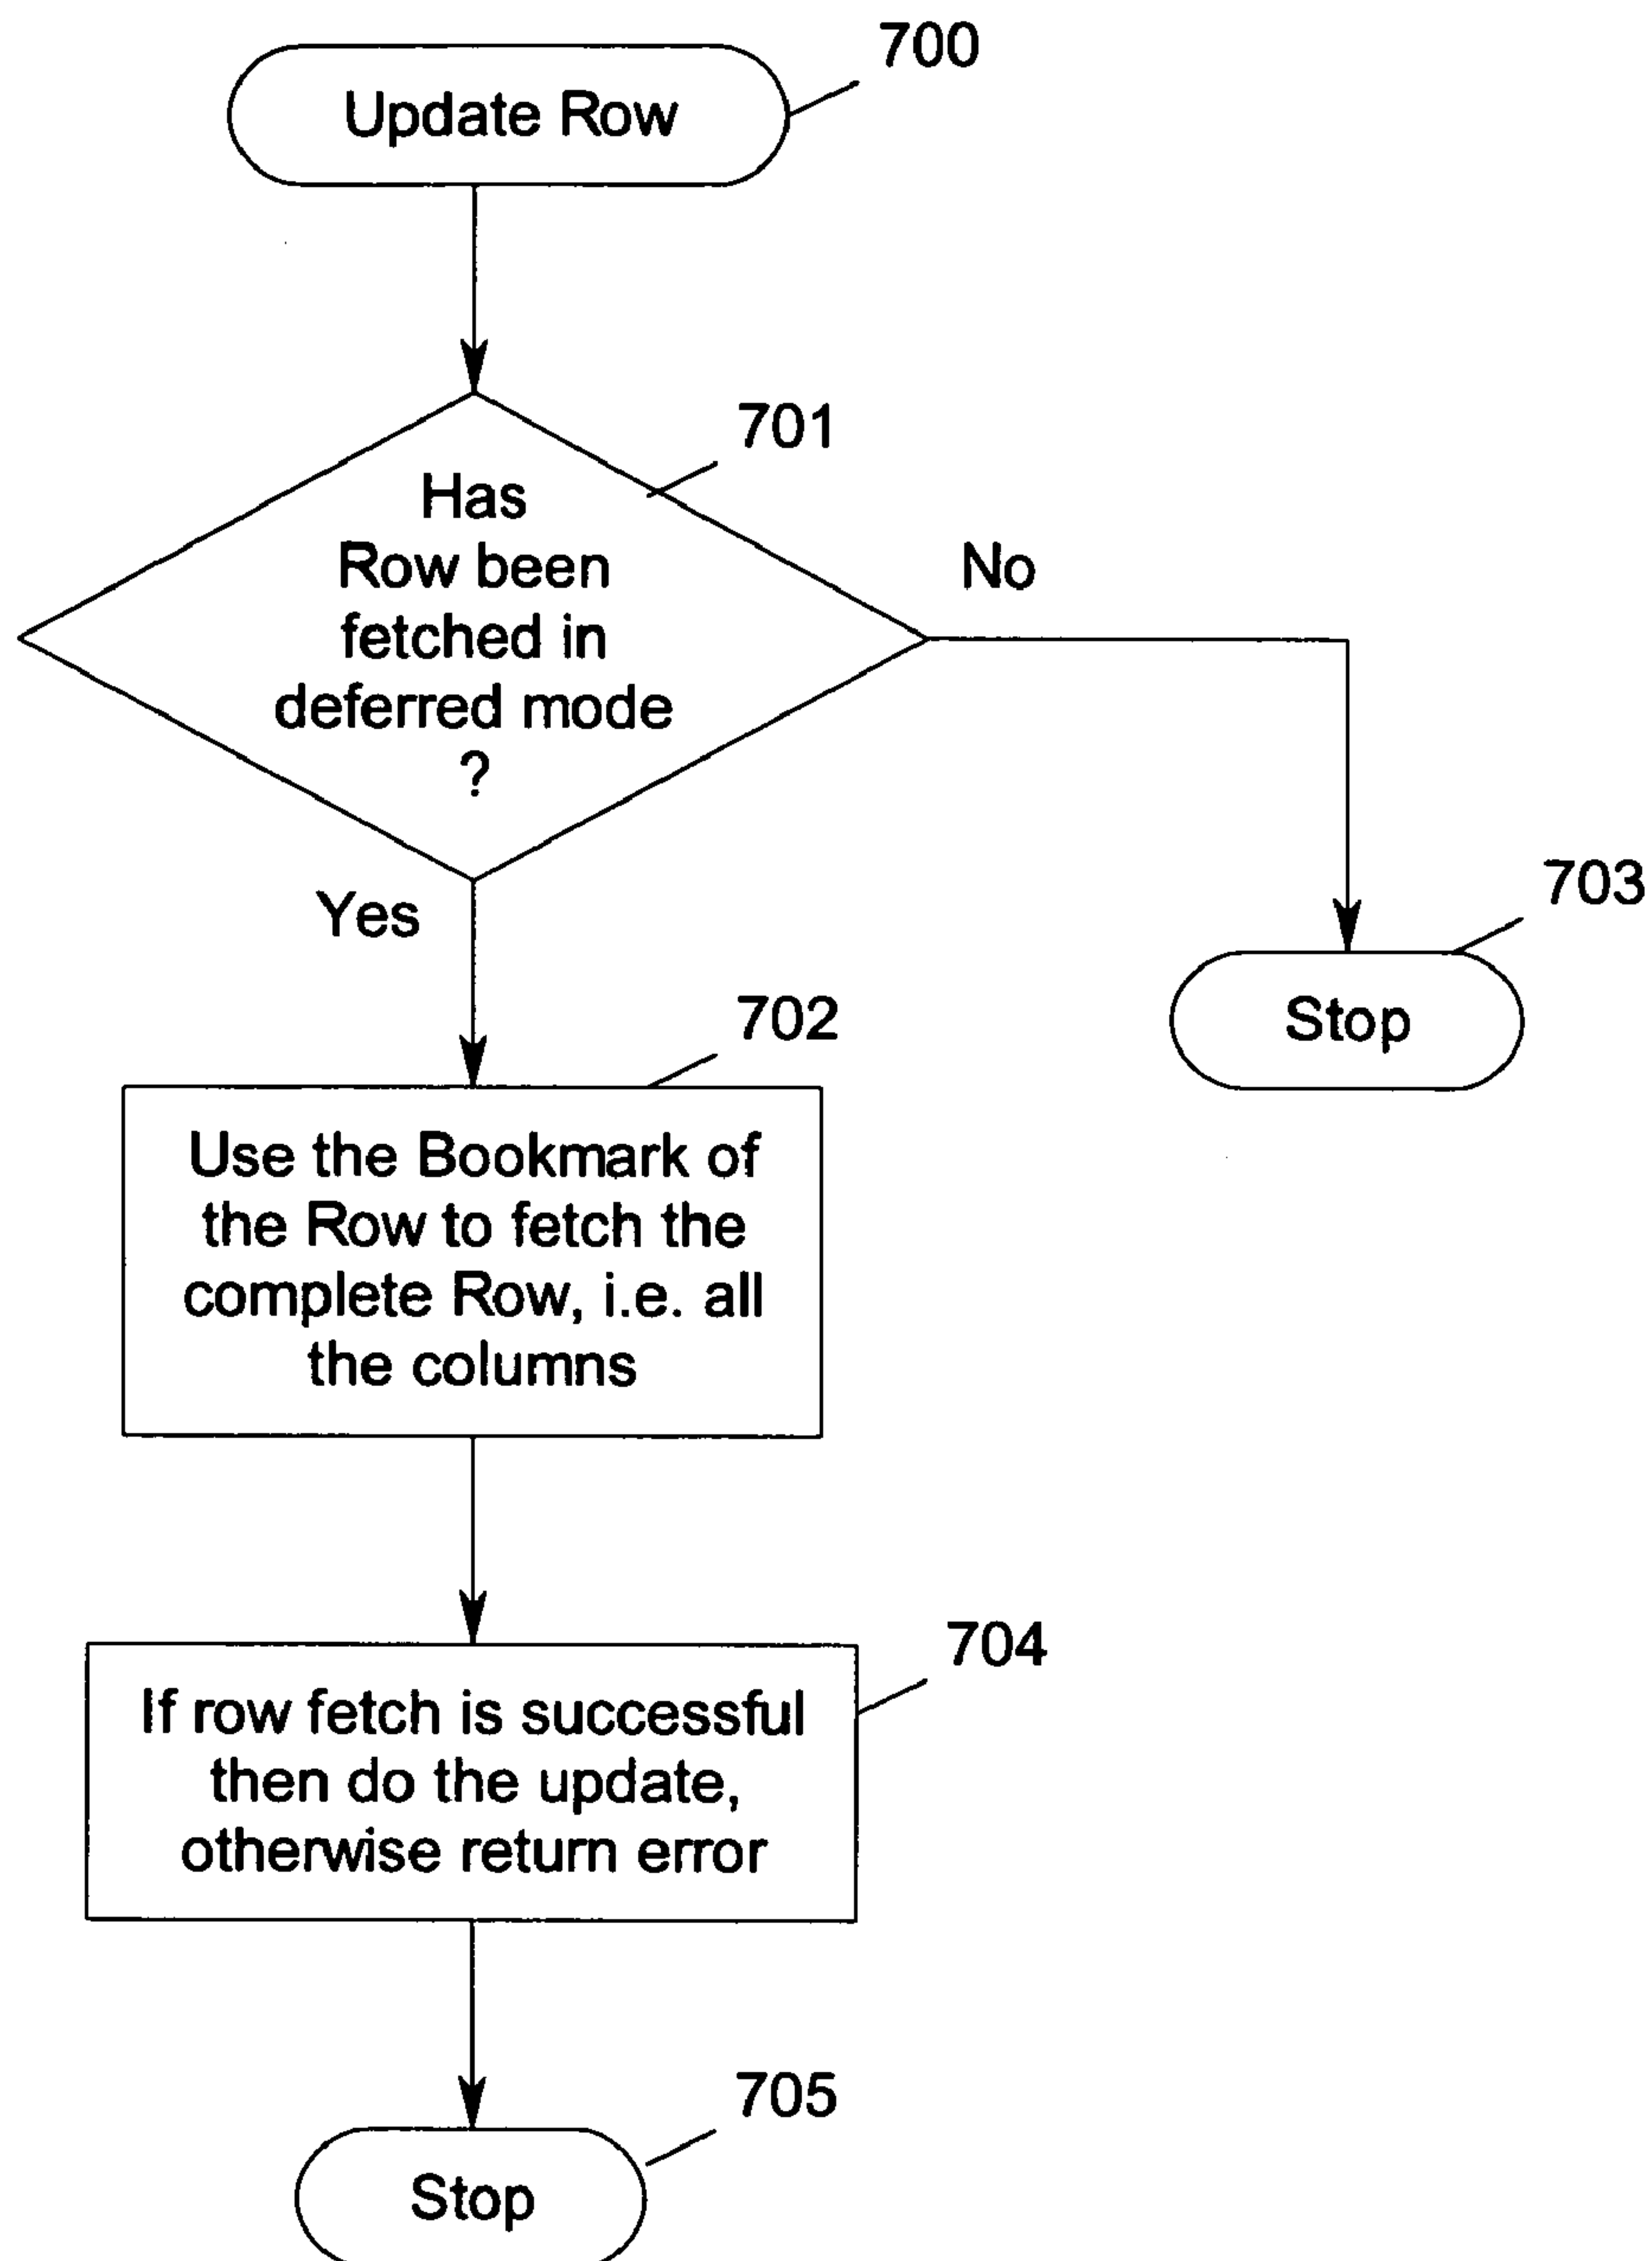 700
Update Row
701
Has
Row been
fetched in
deferred mode
?
No
Yes
703
Stop
702
Use the Bookmark of
the Row to fetch the
complete Row, i.e. all
the columns
704
If row fetch is successful
then do the update,
otherwise return error
705
Stop